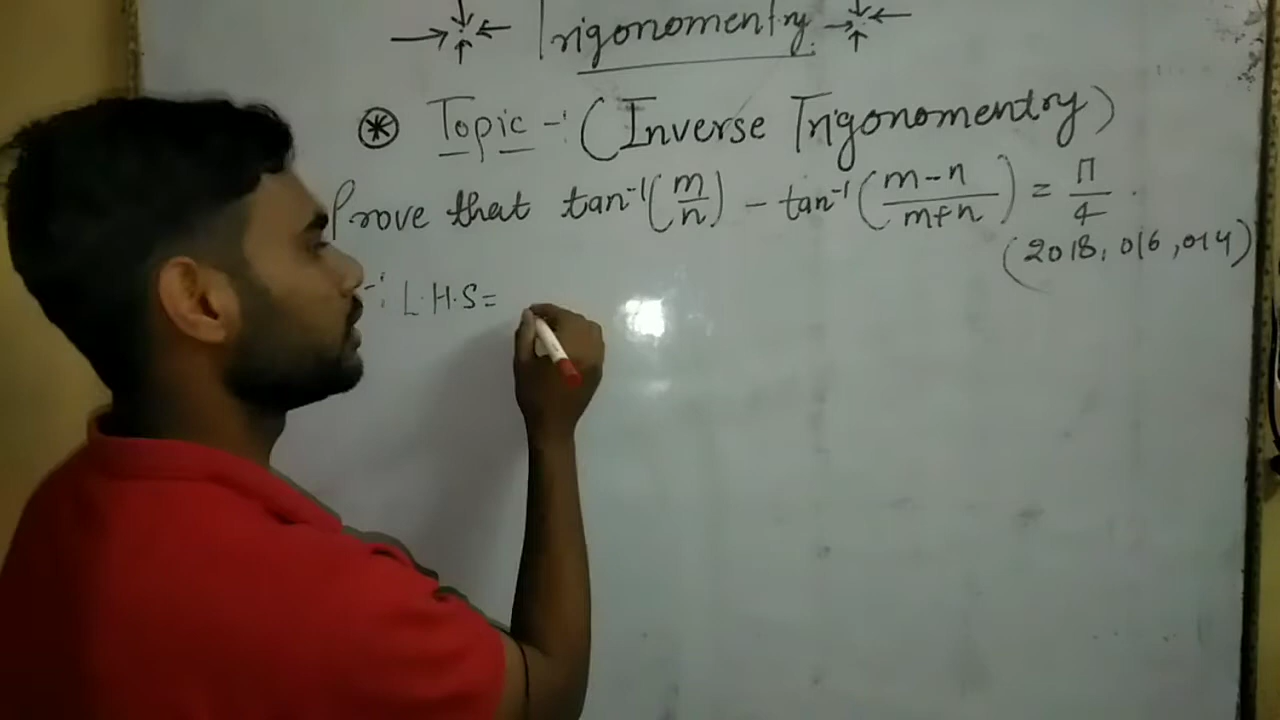 Trigonomentry
Topic -: (Inverse Trigonomentry)
Prove that tan⁻¹(m/n) - tan⁻¹(m-n/m+n) = π/4 .
(2018, 016, 014)
-: L.H.S=